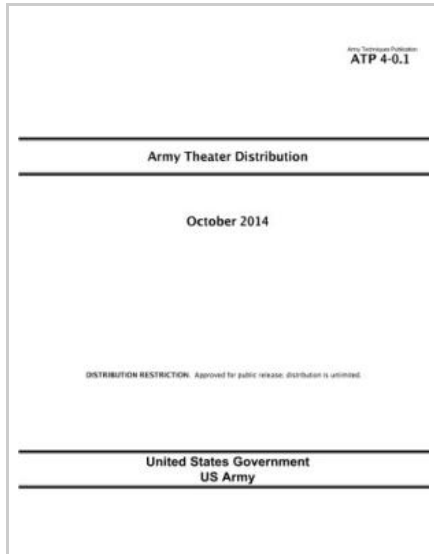 Army Techniques Publication
ATP 4-0.1
Army Theater Distribution
October 2014
DISTRIBUTION RESTRICTION. Approved for public release; distribution is unlimited.
United States Government
US Army